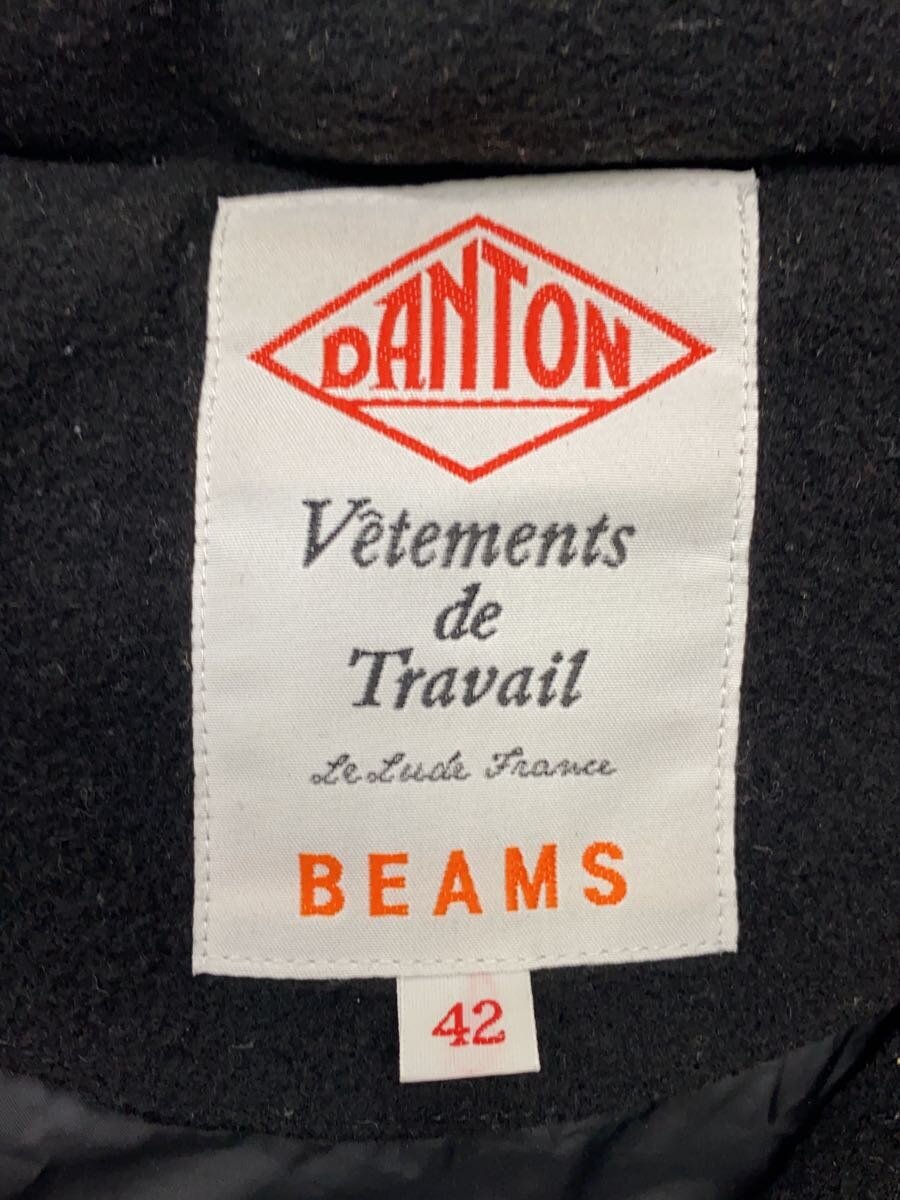 DANTON
Vêtements
de
Travail
Le Lude France
BEAMS
42